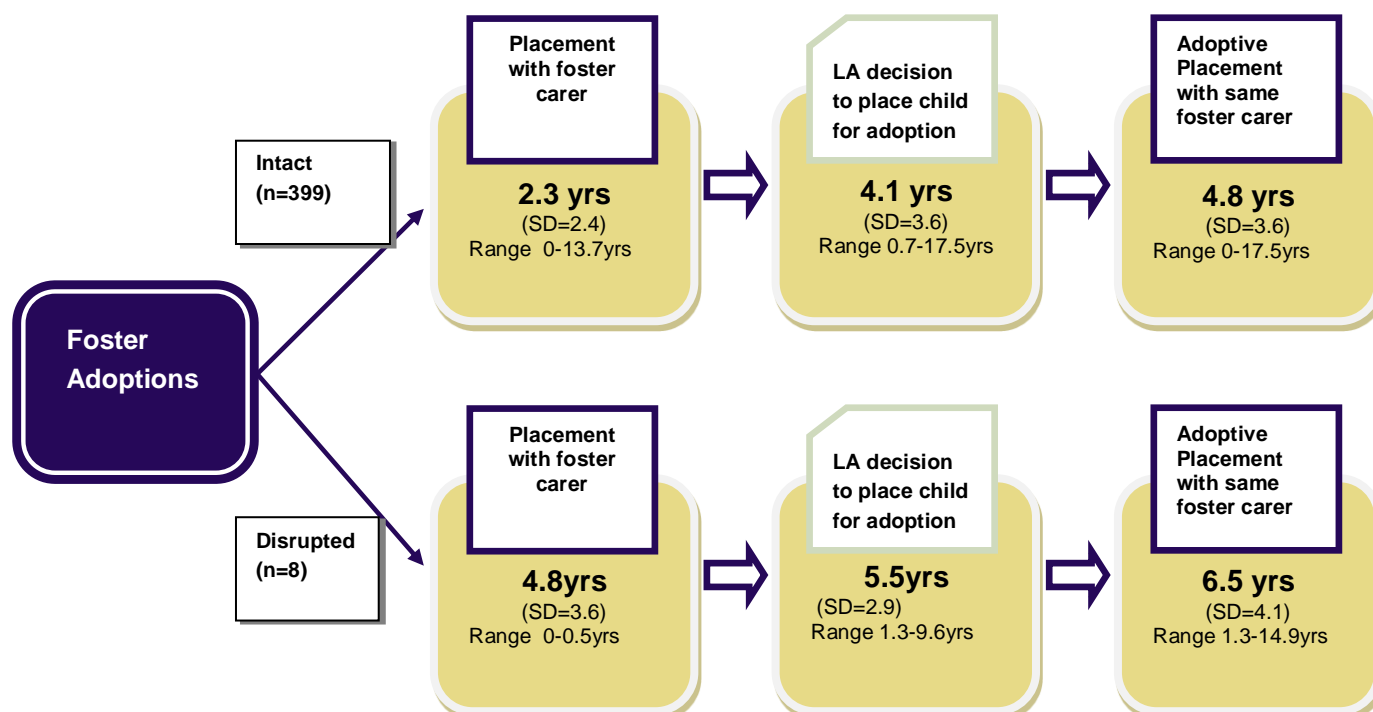 Placement
with foster
carer
LA decision
to place child
for adoption
Adoptive
Placement
with same
foster carer
Intact
(n=399)
2.3 yrs
(SD=2.4)
Range 0-13.7yrs
4.1 yrs
(SD=3.6)
Range 0.7-17.5yrs
4.8 yrs
(SD=3.6)
Range 0-17.5yrs
Foster
Adoptions
Placement
with foster
carer
LA decision
to place child
for adoption
Adoptive
Placement
with same
foster carer
Disrupted
(n=8)
4.8yrs
(SD=3.6)
Range 0-0.5yrs
5.5yrs
(SD=2.9)
Range 1.3-9.6yrs
6.5 yrs
(SD=4.1)
Range 1.3-14.9yrs